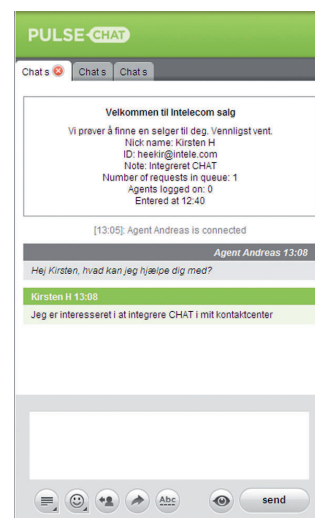 PULSE CHAT
Chat s Chat s Chat s
Velkommen til Intelecom salg
Vi prøver å finne en selger til deg. Vennligst vent.
Nick name: Kirsten H
ID: heekir@intele.com
Note: Integreret CHAT
Number of requests in queue: 1
Agents logged on: 0
Entered at 12:40
[13:05]: Agent Andreas is connected
Agent Andreas 13:08
Hej Kirsten, hvad kan jeg hjælpe dig med?
Kirsten H 13:08
Jeg er interesseret i at integrere CHAT i mit kontaktcenter
Abc send